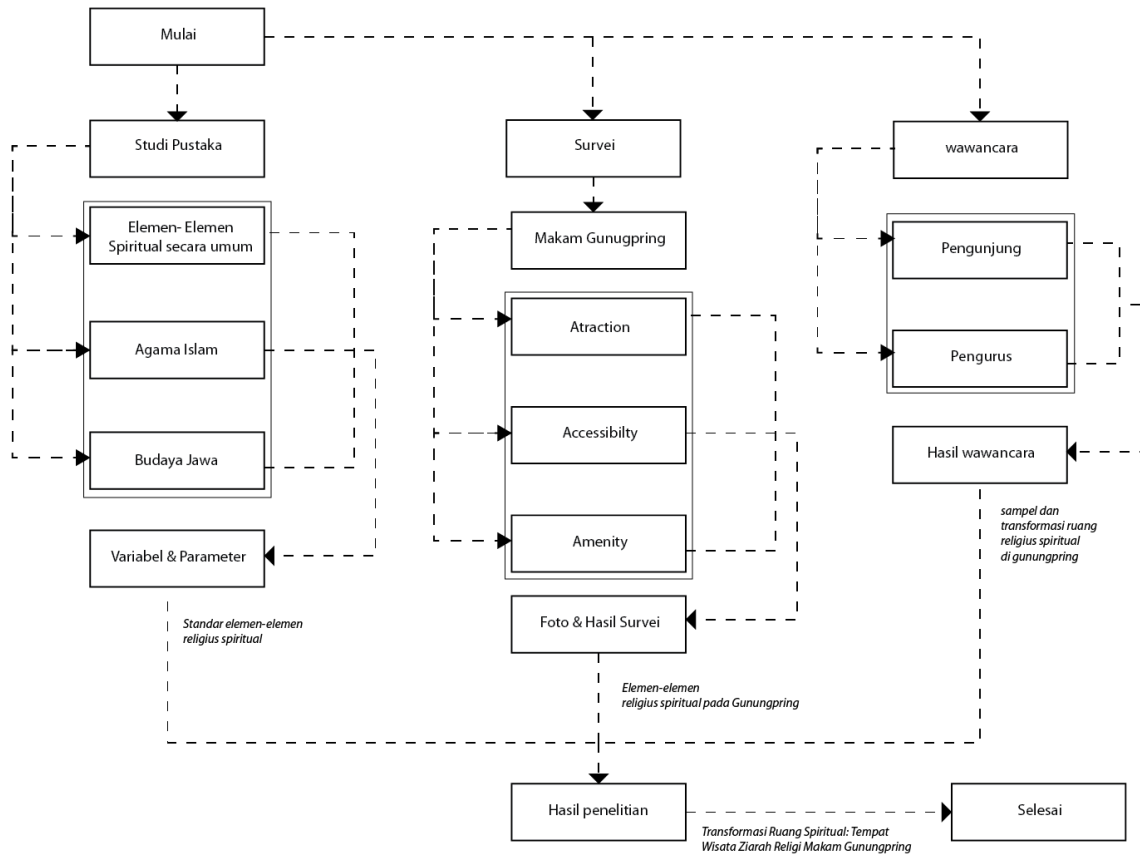 Mulai
Studi Pustaka
Elemen- Elemen
Spiritual secara umum
Agama Islam
Budaya Jawa
Variabel & Parameter
Standar elemen-elemen
religius spiritual
Survei
Makam Gunugpring
Atraction
Accessibilty
Amenity
Foto & Hasil Survei
Elemen-elemen
religius spiritual pada Gunungpring
wawancara
Pengunjung
Pengurus
Hasil wawancara
sampel dan
transformasi ruang
religius spiritual
di gunungpring
Hasil penelitian
Transformasi Ruang Spiritual: Tempat
Wisata Ziarah Religi Makam Gunungpring
Selesai